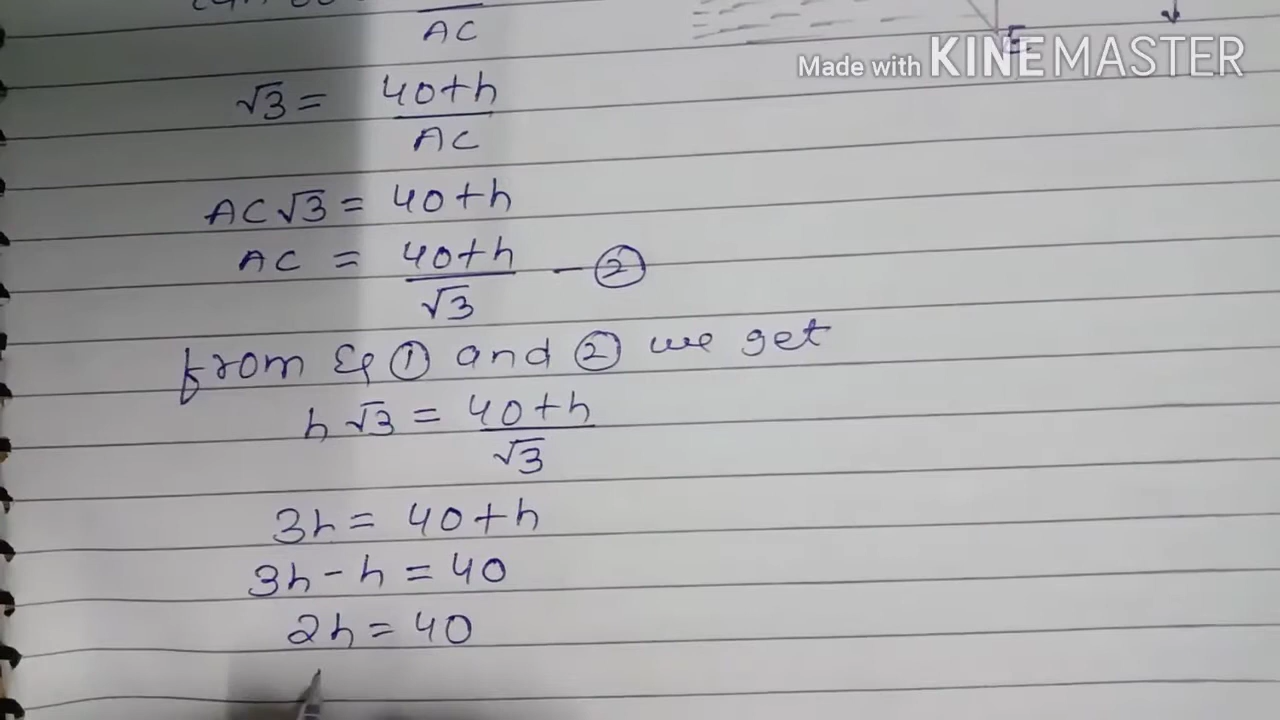 AC
Made with KINEMASTER
√3 = 40+h
AC
AC√3 = 40+h
AC = 40+h — ②
√3
from Eq ① and ② we get
h√3 = 40+h
√3
3h = 40+h
3h - h = 40
2h = 40